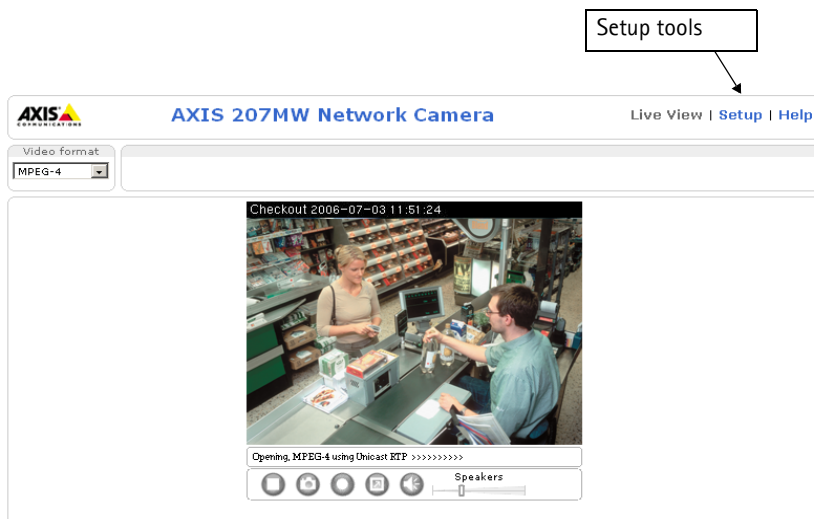 Setup tools
AXIS
COMMUNICATIONS
AXIS 207MW Network Camera
Live View | Setup | Help
Video format
MPEG-4
Checkout 2006-07-03 11:51:24
Opening, MPEG-4 using Unicast RTP >>>>>>>>>>
Speakers